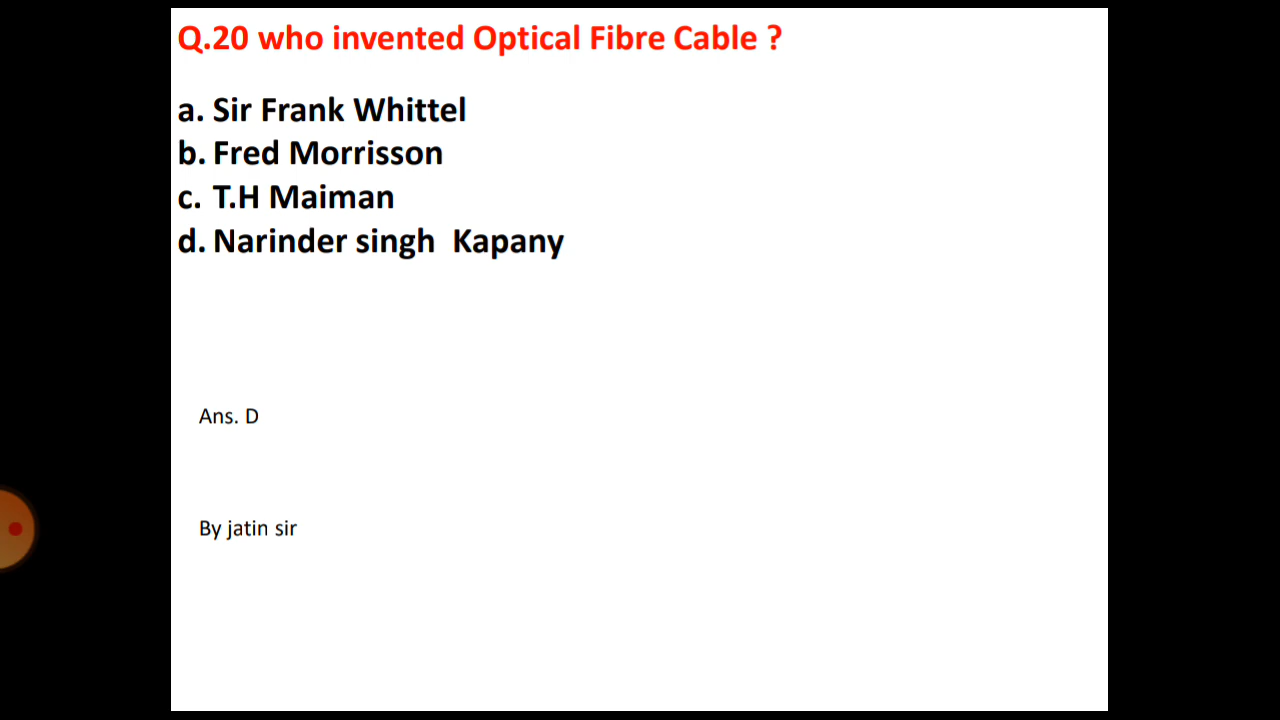 Q.20 who invented Optical Fibre Cable ?
a. Sir Frank Whittel
b. Fred Morrisson
c. T.H Maiman
d. Narinder singh Kapany
Ans. D
By jatin sir